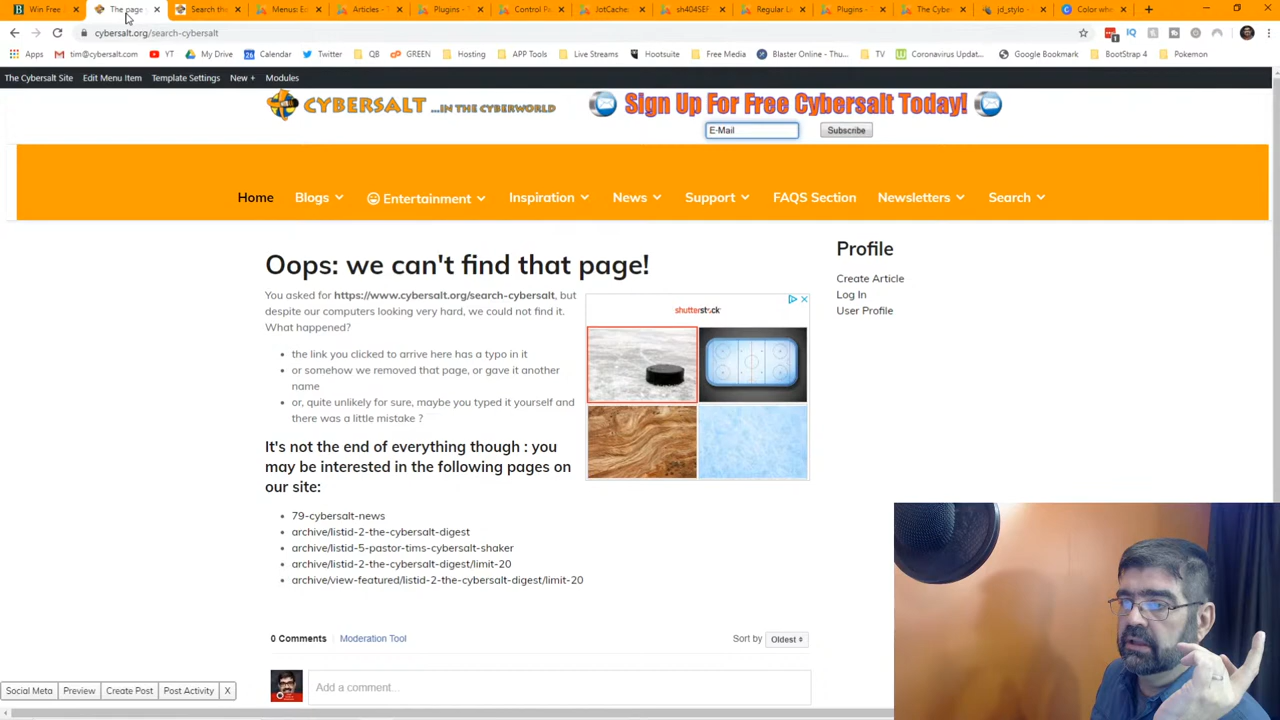 Win Free
The page
Search th
Menus: Ed
Articles - T
Plugins - T
Control Pa
JotCache:
sh404SEF
Regular La
Plugins -
The Cybe
jd_stylo -
Color whe
cybersalt.org/search-cybersalt
Apps
tim@cybersalt.com
YT
My Drive
Calendar
Twitter
QB
GREEN
Hosting
APP Tools
Live Streams
Hootsuite
Free Media
Blaster Online - Thu...
TV
Coronavirus Updat...
Google Bookmark
BootStrap 4
Pokemon
The Cybersalt Site
Edit Menu Item
Template Settings
New +
Modules
CYBERSALT ...IN THE CYBERWORLD
Sign Up For Free Cybersalt Today!
E-Mail
Subscribe
Home
Blogs
Entertainment
Inspiration
News
Support
FAQS Section
Newsletters
Search
Oops: we can't find that page!
You asked for https://www.cybersalt.org/search-cybersalt, but
despite our computers looking very hard, we could not find it.
What happened?
the link you clicked to arrive here has a typo in it
or somehow we removed that page, or gave it another
name
or, quite unlikely for sure, maybe you typed it yourself and
there was a little mistake ?
It's not the end of everything though : you
may be interested in the following pages on
our site:
79-cybersalt-news
archive/listid-2-the-cybersalt-digest
archive/listid-5-pastor-tims-cybersalt-shaker
archive/listid-2-the-cybersalt-digest/limit-20
archive/view-featured/listid-2-the-cybersalt-digest/limit-20
shutterstock
Profile
Create Article
Log In
User Profile
0 Comments
Moderation Tool
Sort by
Oldest
Add a comment...
Social Meta
Preview
Create Post
Post Activity
X